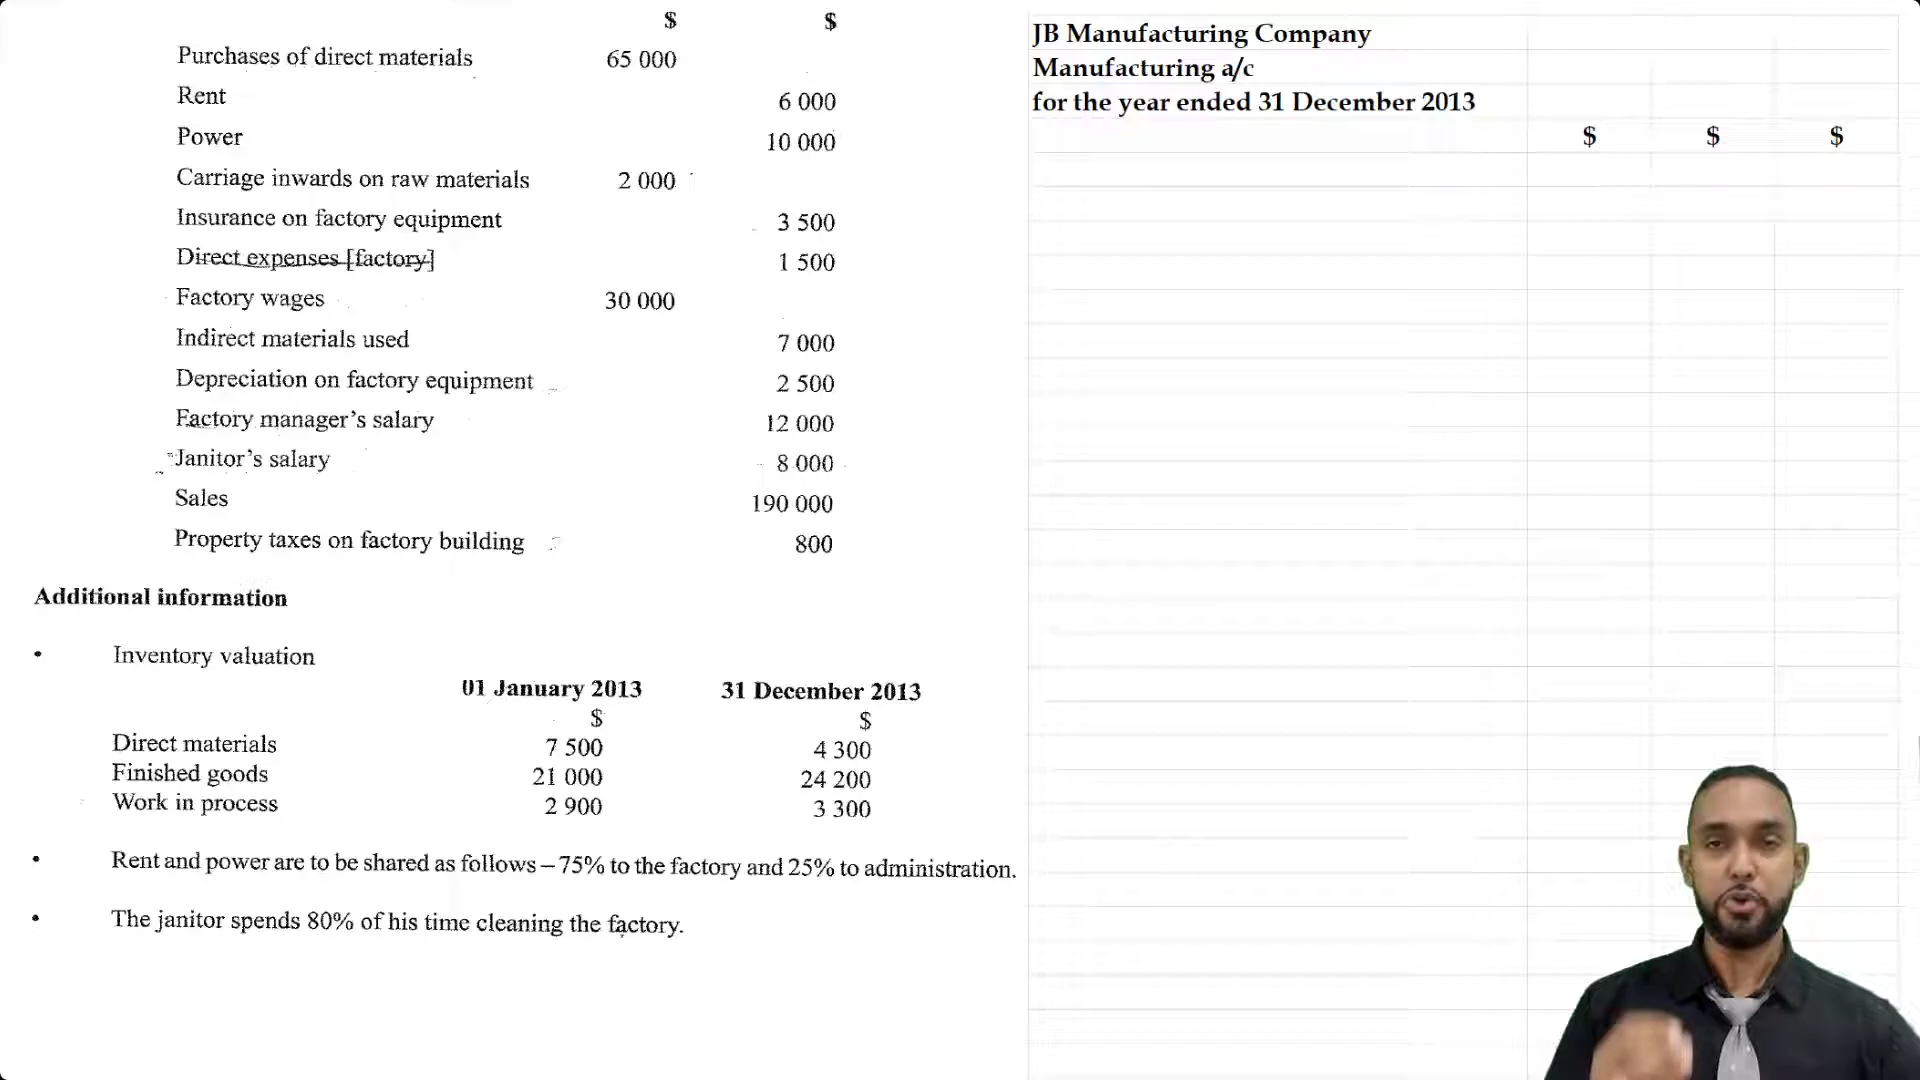 $ $
Purchases of direct materials 65 000
Rent 6 000
Power 10 000
Carriage inwards on raw materials 2 000
Insurance on factory equipment 3 500
Direct expenses [factory] 1 500
Factory wages 30 000
Indirect materials used 7 000
Depreciation on factory equipment 2 500
Factory manager's salary 12 000
Janitor's salary 8 000
Sales 190 000
Property taxes on factory building 800
Additional information
• Inventory valuation
01 January 2013 31 December 2013
$ $
Direct materials 7 500 4 300
Finished goods 21 000 24 200
Work in process 2 900 3 300
• Rent and power are to be shared as follows – 75% to the factory and 25% to administration.
• The janitor spends 80% of his time cleaning the factory.
JB Manufacturing Company
Manufacturing a/c
for the year ended 31 December 2013
$ $ $